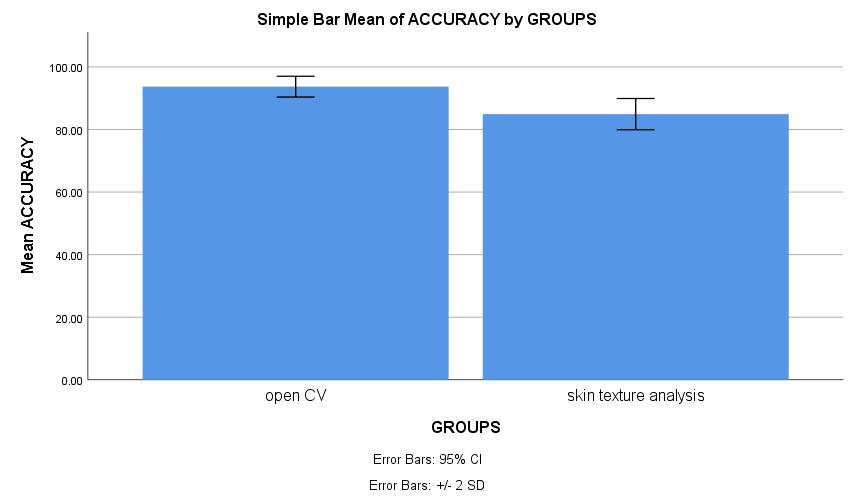 Simple Bar Mean of ACCURACY by GROUPS
Mean ACCURACY
100.00
80.00
60.00
40.00
20.00
0.00
open CV
skin texture analysis
GROUPS
Error Bars: 95% CI
Error Bars: +/- 2 SD